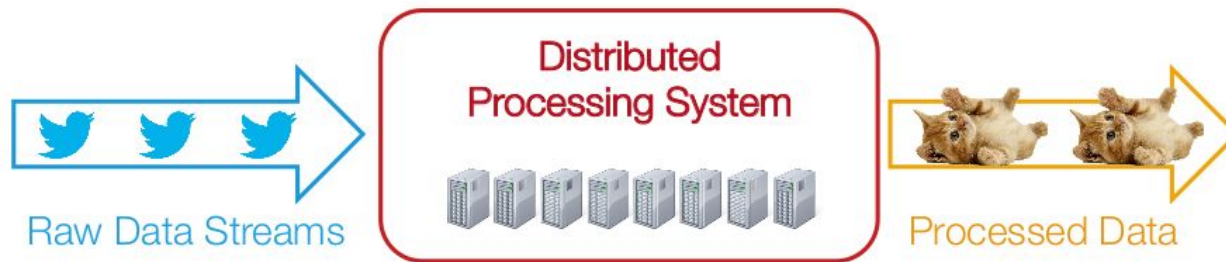 Distributed
Processing System
Raw Data Streams
Processed Data